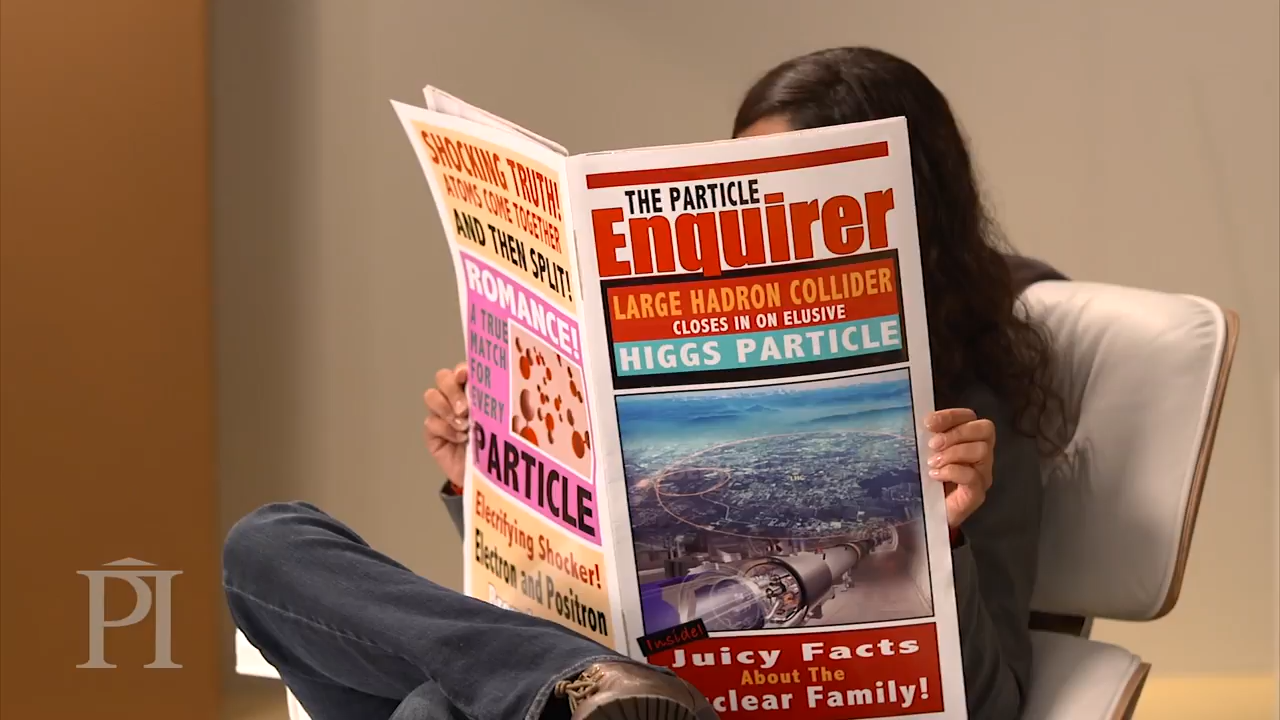 SHOCKING TRUTH!
ATOMS COME TOGETHER
AND THEN SPLIT!
ROMANCE!
A TRUE
MATCH
FOR
EVERY
PARTICLE
Elecrifying Shocker!
Electron and Positron
THE PARTICLE
Enquirer
LARGE HADRON COLLIDER
CLOSES IN ON ELUSIVE
HIGGS PARTICLE
LHC
Inside!
Juicy Facts
About The
clear Family!
PI